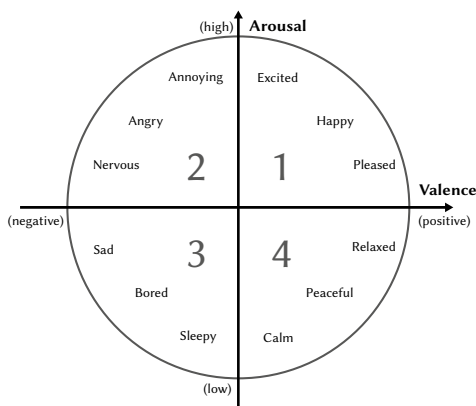 (high) Arousal
Annoying Excited
Angry Happy
Nervous 2 1 Pleased
Valence
(negative) (positive)
Sad 3 4 Relaxed
Bored Peaceful
Sleepy Calm
(low)